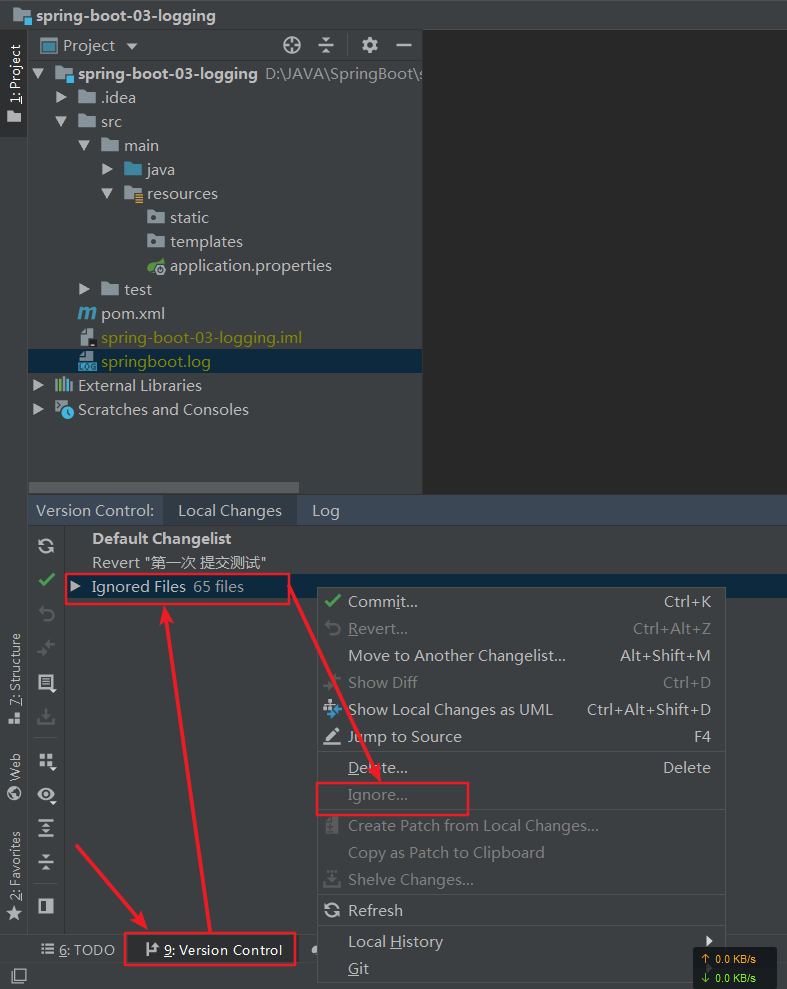 spring-boot-03-logging
1: Project
Project
spring-boot-03-logging D:\JAVA\SpringBoot\s
.idea
src
main
java
resources
static
templates
application.properties
test
pom.xml
spring-boot-03-logging.iml
LOG springboot.log
External Libraries
Scratches and Consoles
Version Control: Local Changes Log
Default Changelist
Revert "第一次 提交测试"
Ignored Files 65 files
Commit... Ctrl+K
Revert... Ctrl+Alt+Z
Move to Another Changelist... Alt+Shift+M
Show Diff Ctrl+D
Show Local Changes as UML Ctrl+Alt+Shift+D
Jump to Source F4
Delete... Delete
Ignore...
Create Patch from Local Changes...
Copy as Patch to Clipboard
Shelve Changes...
Refresh
Local History
Git
7: Structure
Web
2: Favorites
6: TODO
9: Version Control
↑ 0.0 KB/s
↓ 0.0 KB/s